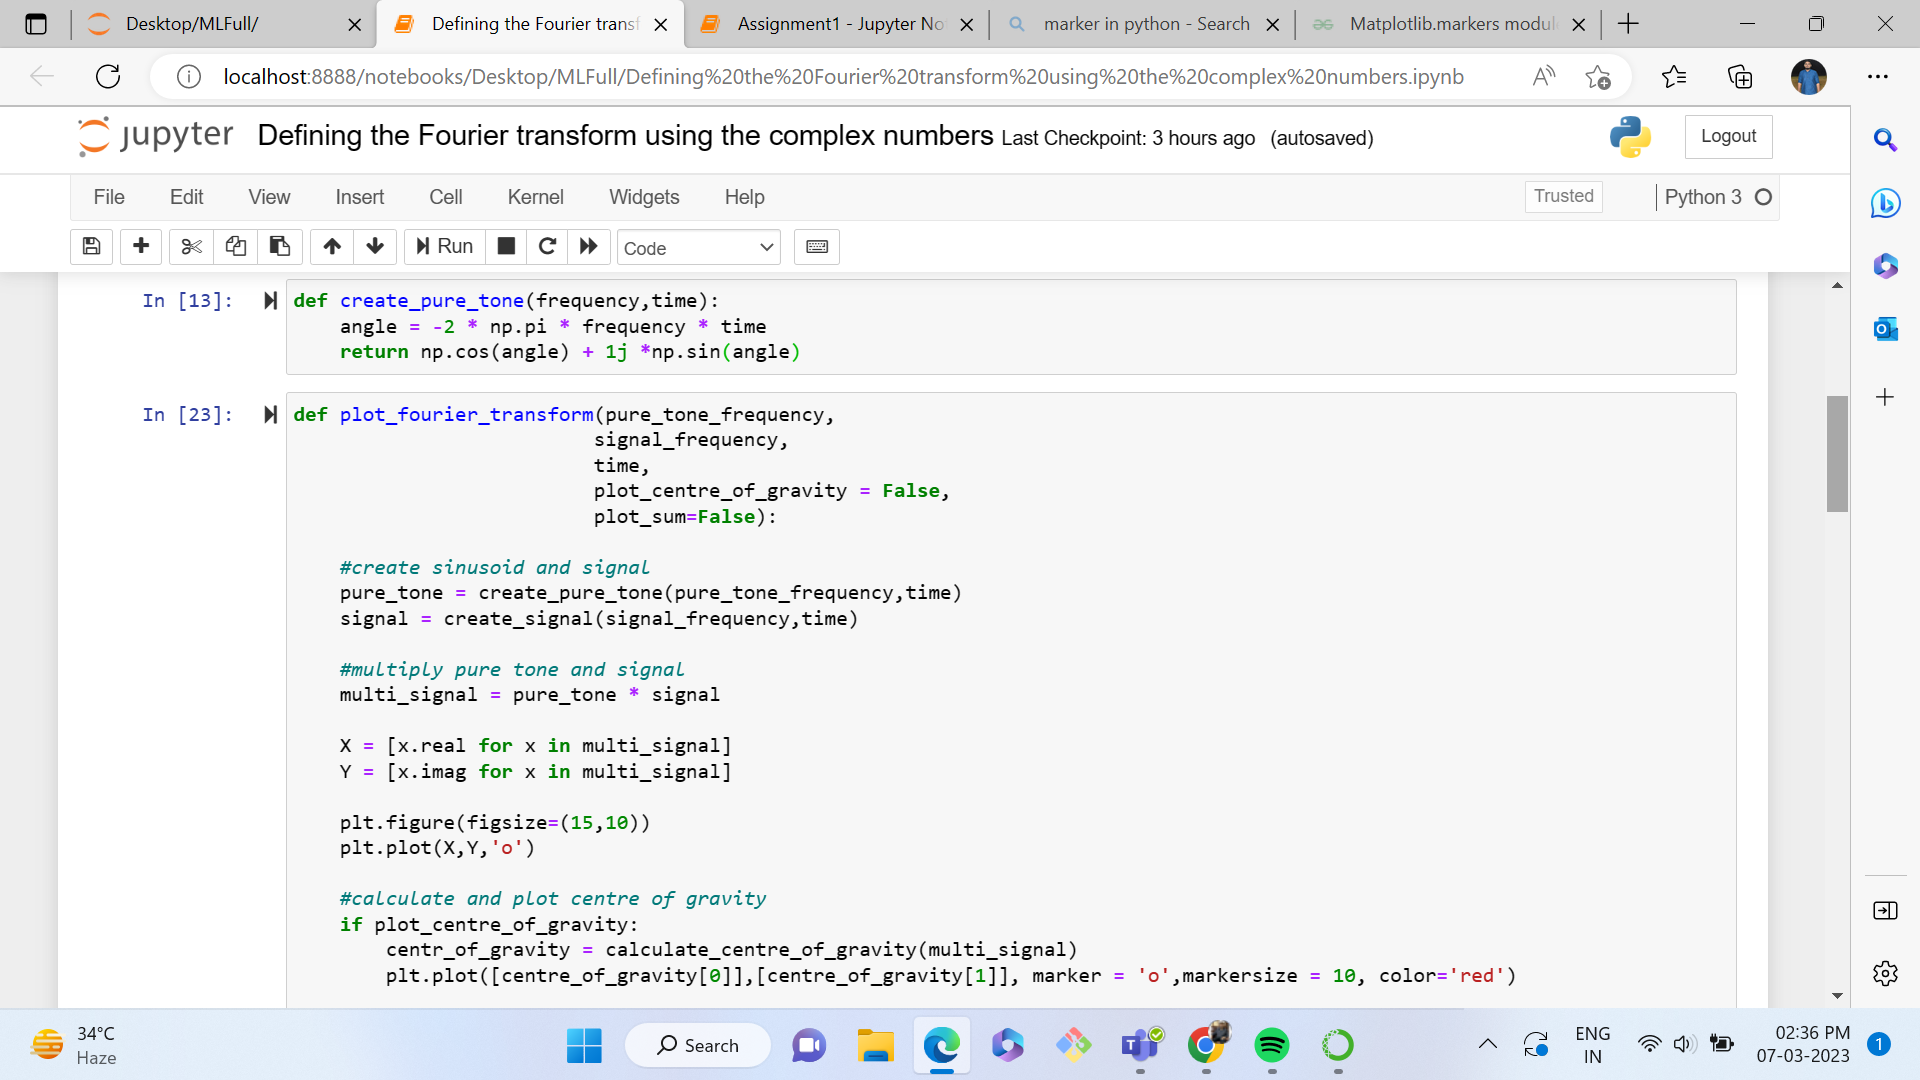 Desktop/MLFull/
Defining the Fourier transf
Assignment1 - Jupyter No
marker in python - Search
Matplotlib.markers modul
localhost:8888/notebooks/Desktop/MLFull/Defining%20the%20Fourier%20transform%20using%20the%20complex%20numbers.ipynb
jupyter Defining the Fourier transform using the complex numbers Last Checkpoint: 3 hours ago (autosaved)
Logout
File Edit View Insert Cell Kernel Widgets Help
Trusted
Python 3
Run
Code
In [13]:
def create_pure_tone(frequency,time):
    angle = -2 * np.pi * frequency * time
    return np.cos(angle) + 1j *np.sin(angle)
In [23]:
def plot_fourier_transform(pure_tone_frequency,
                          signal_frequency,
                          time,
                          plot_centre_of_gravity = False,
                          plot_sum=False):
    #create sinusoid and signal
    pure_tone = create_pure_tone(pure_tone_frequency,time)
    signal = create_signal(signal_frequency,time)
    #multiply pure tone and signal
    multi_signal = pure_tone * signal
    X = [x.real for x in multi_signal]
    Y = [x.imag for x in multi_signal]
    plt.figure(figsize=(15,10))
    plt.plot(X,Y,'o')
    #calculate and plot centre of gravity
    if plot_centre_of_gravity:
        centr_of_gravity = calculate_centre_of_gravity(multi_signal)
        plt.plot([centre_of_gravity[0]],[centre_of_gravity[1]], marker = 'o',markersize = 10, color='red')
34°C
Haze
Search
ENG
IN
02:36 PM
07-03-2023
1